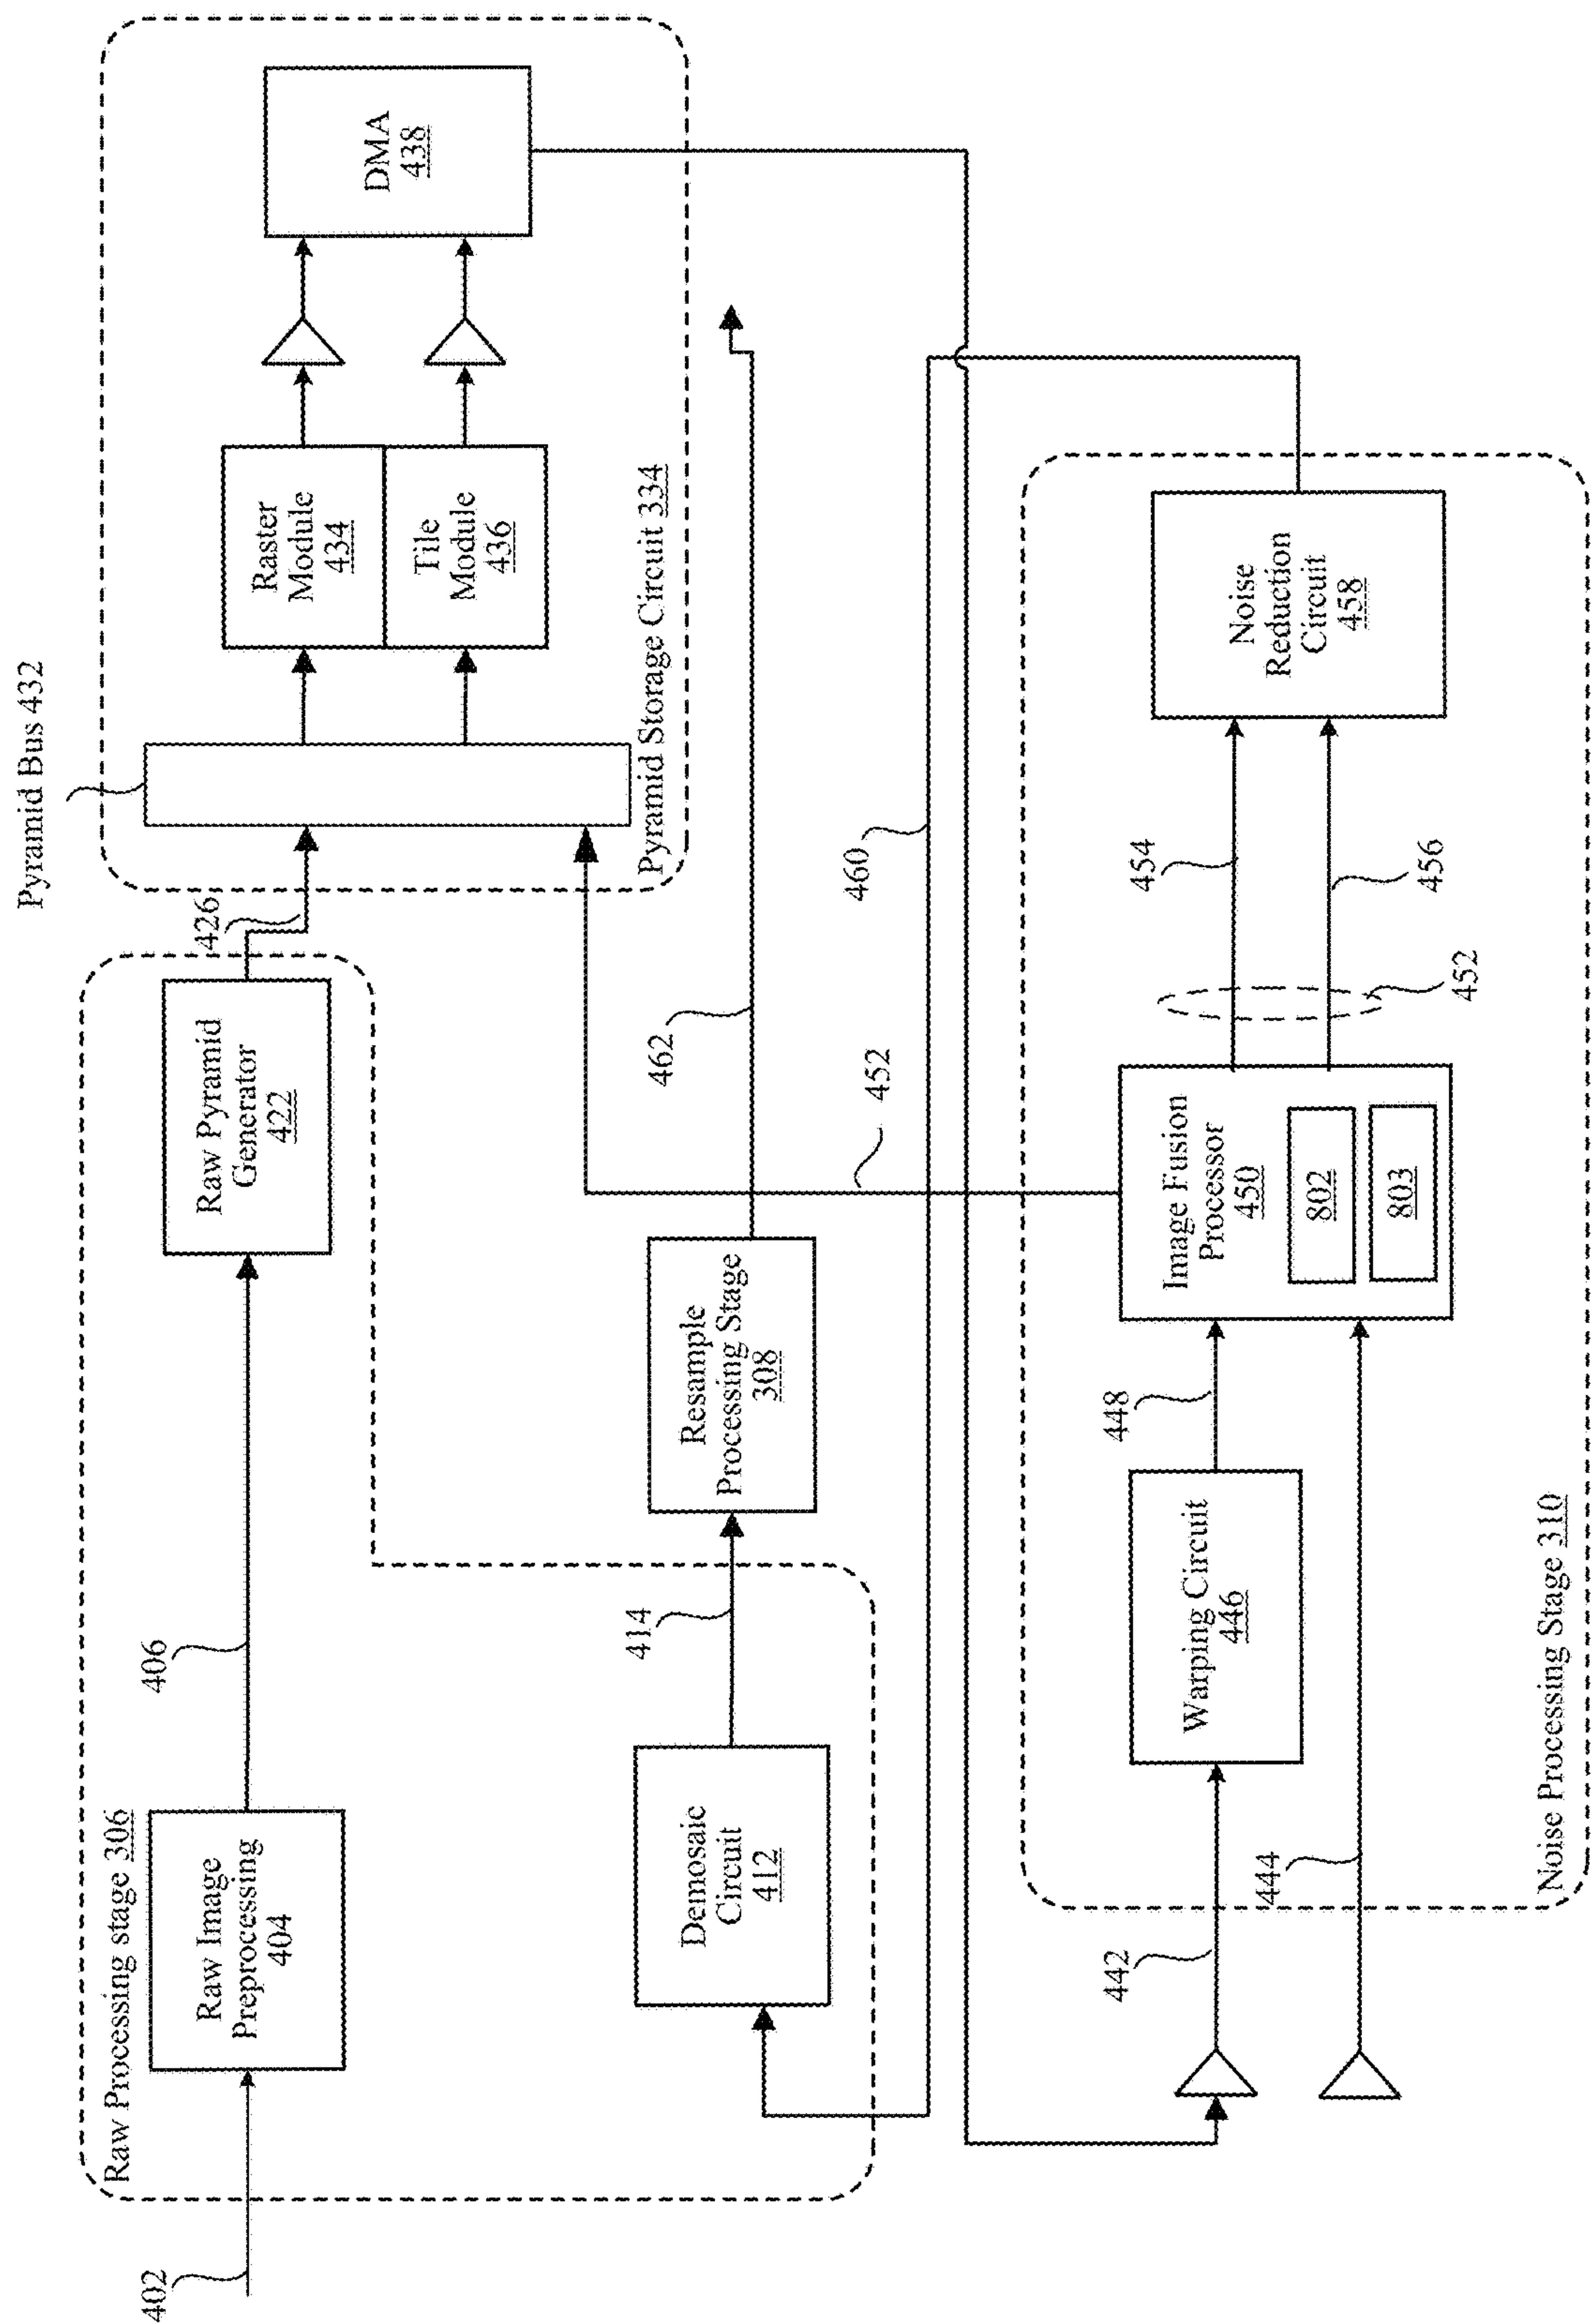 Pyramid Bus 432
Raw Processing stage 306
402
Raw Image
Preprocessing
404
406
Raw Pyramid
Generator
422
426
Raster
Module
434
Tile
Module
436
DMA
438
Pyramid Storage Circuit 334
Demosaic
Circuit
412
414
Resample
Processing Stage
308
462
452
460
442
444
Warping Circuit
446
448
Image Fusion
Processor
450
802
803
454
456
452
Noise
Reduction
Circuit
458
Noise Processing Stage 310